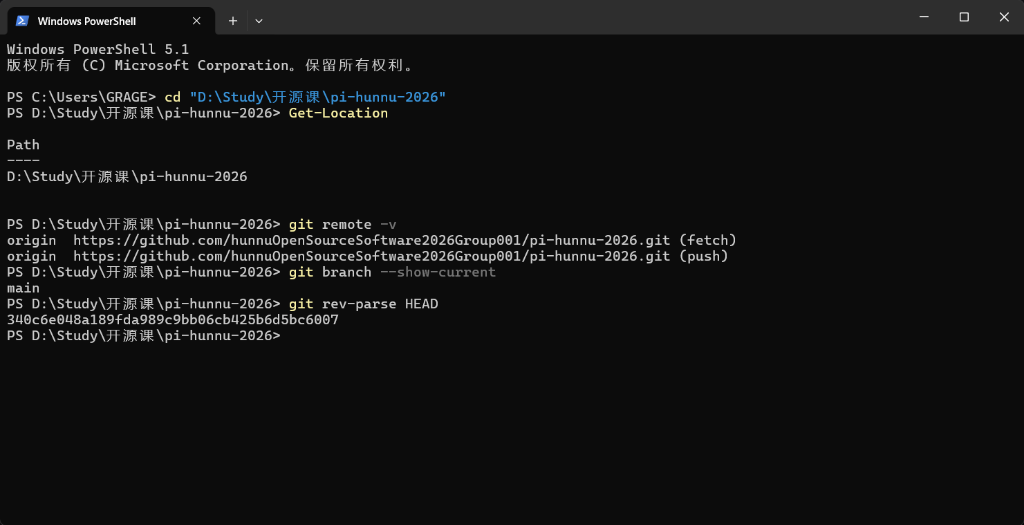 Windows PowerShell
Windows PowerShell 5.1
版权所有 (C) Microsoft Corporation。保留所有权利。
PS C:\Users\GRAGE> cd "D:\Study\开源课\pi-hunnu-2026"
PS D:\Study\开源课\pi-hunnu-2026> Get-Location
Path
----
D:\Study\开源课\pi-hunnu-2026
PS D:\Study\开源课\pi-hunnu-2026> git remote -v
origin  https://github.com/hunnuOpenSourceSoftware2026Group001/pi-hunnu-2026.git (fetch)
origin  https://github.com/hunnuOpenSourceSoftware2026Group001/pi-hunnu-2026.git (push)
PS D:\Study\开源课\pi-hunnu-2026> git branch --show-current
main
PS D:\Study\开源课\pi-hunnu-2026> git rev-parse HEAD
340c6e048a189fda989c9bb06cb425b6d5bc6007
PS D:\Study\开源课\pi-hunnu-2026>